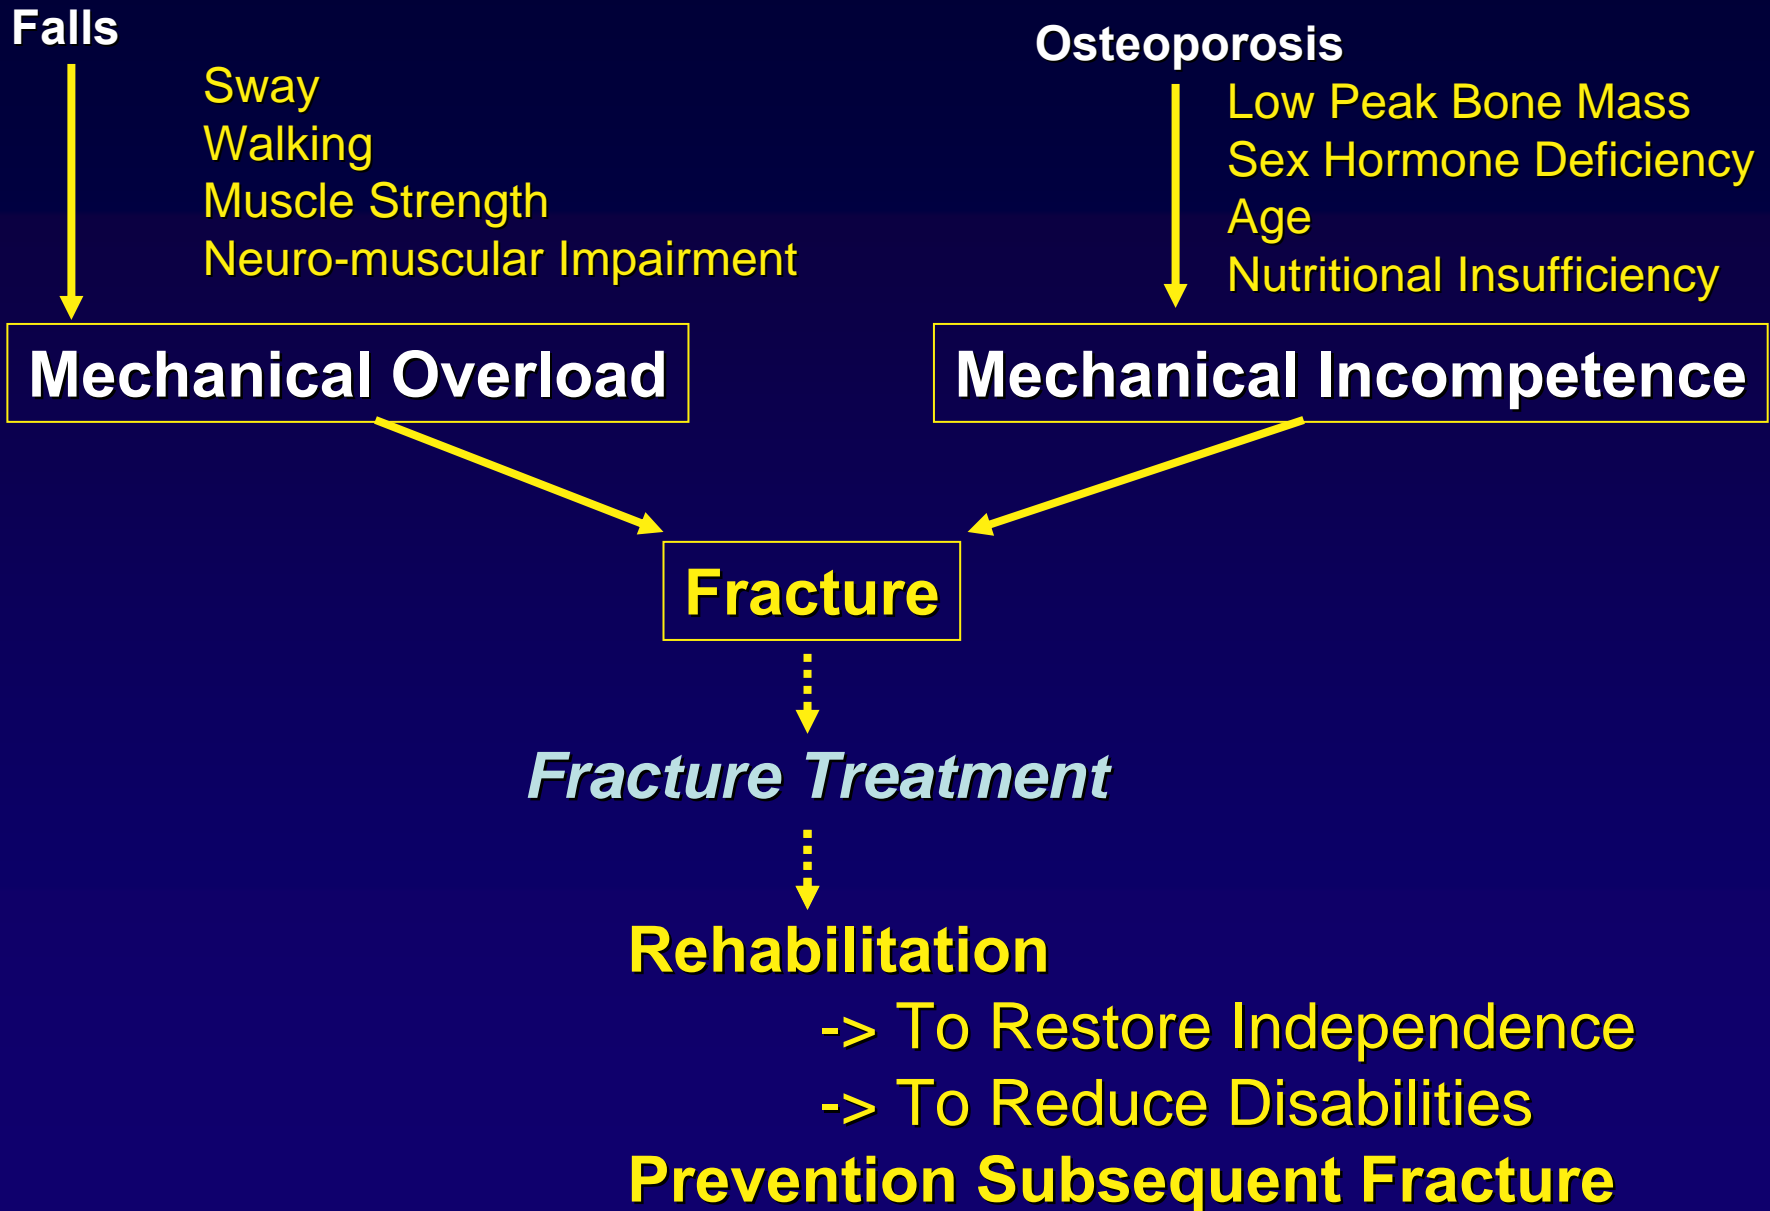 Falls
Sway
Walking
Muscle Strength
Neuro-muscular Impairment
Osteoporosis
Low Peak Bone Mass
Sex Hormone Deficiency
Age
Nutritional Insufficiency
Mechanical Overload
Mechanical Incompetence
Fracture
Fracture Treatment
Rehabilitation
-> To Restore Independence
-> To Reduce Disabilities
Prevention Subsequent Fracture